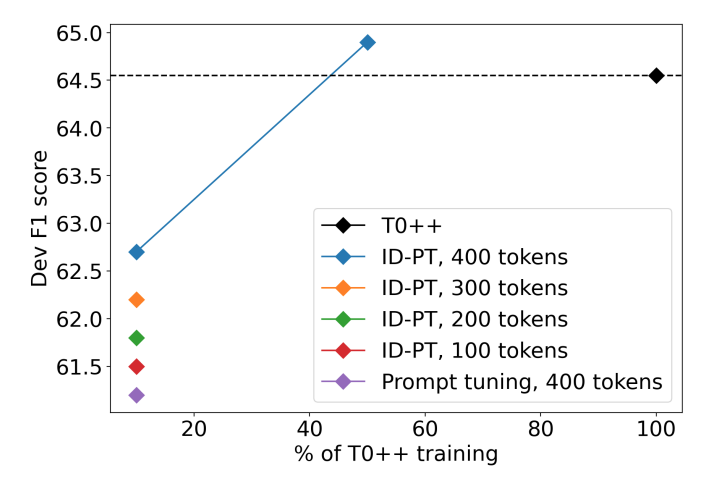 65.0
64.5
64.0
63.5
63.0
62.5
62.0
61.5
Dev F1 score
T0++
ID-PT, 400 tokens
ID-PT, 300 tokens
ID-PT, 200 tokens
ID-PT, 100 tokens
Prompt tuning, 400 tokens
20 40 60 80 100
% of T0++ training